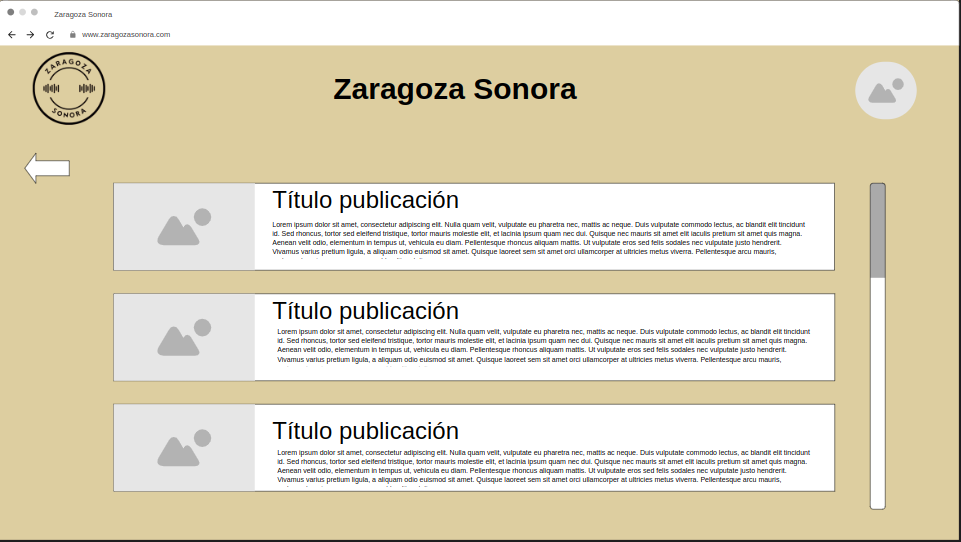 Zaragoza Sonora
www.zaragozasonora.com
ZARAGOZA
SONORA
Zaragoza Sonora
Título publicación
Lorem ipsum dolor sit amet, consectetur adipiscing elit. Nulla quam velit, vulputate eu pharetra nec, mattis ac neque. Duis vulputate commodo lectus, ac blandit elit tincidunt
id. Sed rhoncus, tortor sed eleifend tristique, tortor mauris molestie elit, et lacinia ipsum quam nec dui. Quisque nec mauris sit amet elit iaculis pretium sit amet quis magna.
Aenean velit odio, elementum in tempus ut, vehicula eu diam. Pellentesque rhoncus aliquam mattis. Ut vulputate eros sed felis sodales nec vulputate justo hendrerit.
Vivamus varius pretium ligula, a aliquam odio euismod sit amet. Quisque laoreet sem sit amet orci ullamcorper at ultricies metus viverra. Pellentesque arcu mauris,
Título publicación
Lorem ipsum dolor sit amet, consectetur adipiscing elit. Nulla quam velit, vulputate eu pharetra nec, mattis ac neque. Duis vulputate commodo lectus, ac blandit elit tincidunt
id. Sed rhoncus, tortor sed eleifend tristique, tortor mauris molestie elit, et lacinia ipsum quam nec dui. Quisque nec mauris sit amet elit iaculis pretium sit amet quis magna.
Aenean velit odio, elementum in tempus ut, vehicula eu diam. Pellentesque rhoncus aliquam mattis. Ut vulputate eros sed felis sodales nec vulputate justo hendrerit.
Vivamus varius pretium ligula, a aliquam odio euismod sit amet. Quisque laoreet sem sit amet orci ullamcorper at ultricies metus viverra. Pellentesque arcu mauris,
Título publicación
Lorem ipsum dolor sit amet, consectetur adipiscing elit. Nulla quam velit, vulputate eu pharetra nec, mattis ac neque. Duis vulputate commodo lectus, ac blandit elit tincidunt
id. Sed rhoncus, tortor sed eleifend tristique, tortor mauris molestie elit, et lacinia ipsum quam nec dui. Quisque nec mauris sit amet elit iaculis pretium sit amet quis magna.
Aenean velit odio, elementum in tempus ut, vehicula eu diam. Pellentesque rhoncus aliquam mattis. Ut vulputate eros sed felis sodales nec vulputate justo hendrerit.
Vivamus varius pretium ligula, a aliquam odio euismod sit amet. Quisque laoreet sem sit amet orci ullamcorper at ultricies metus viverra. Pellentesque arcu mauris,